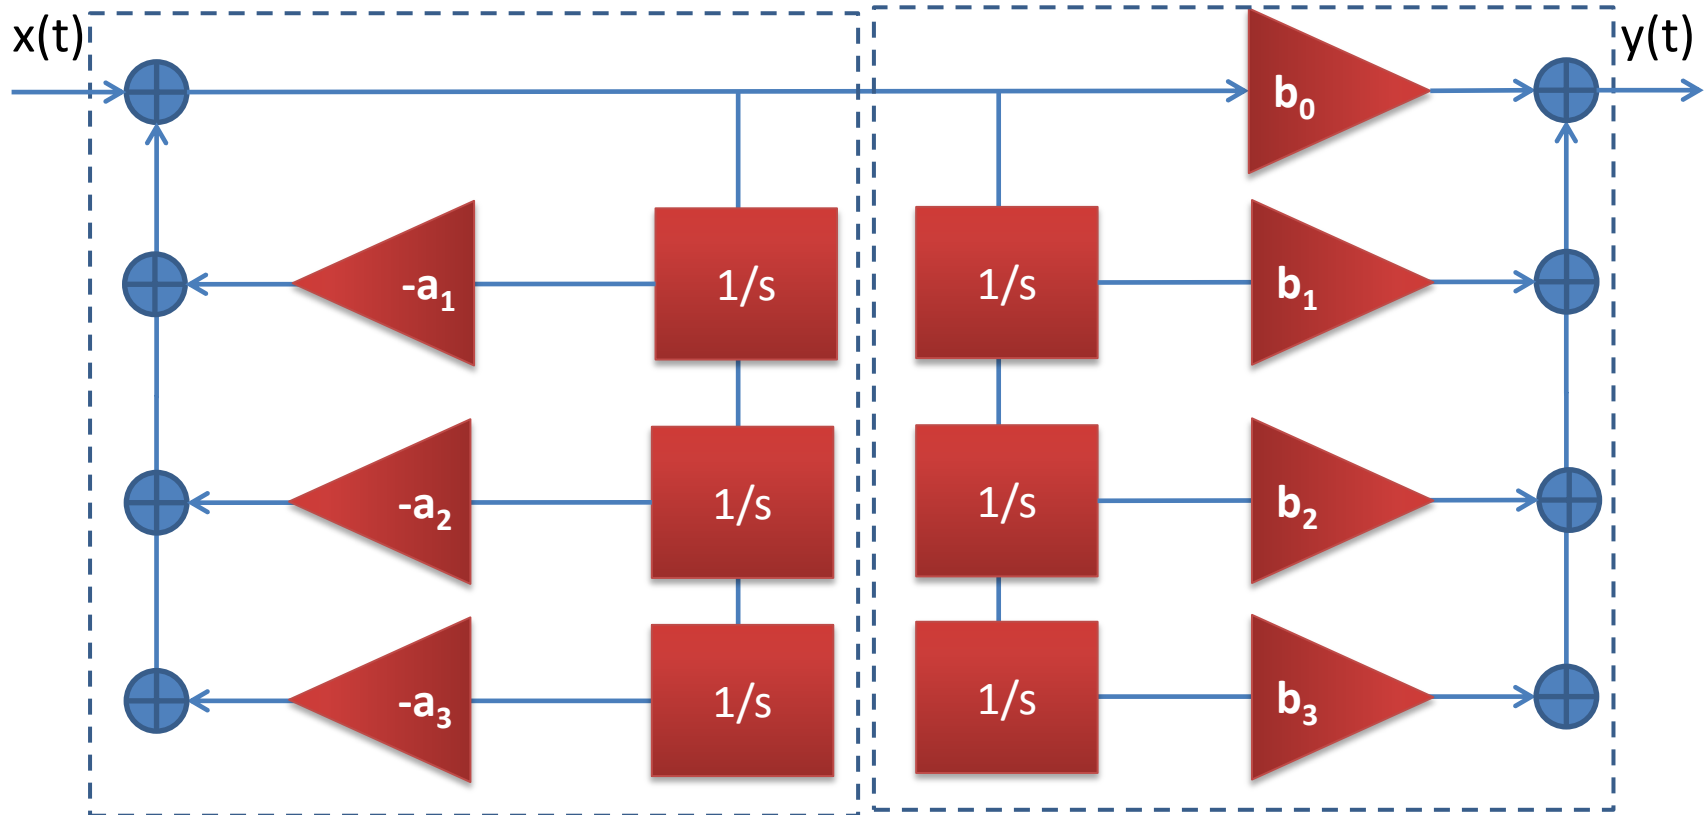 x(t)
y(t)
b₀
-a₁
1/s
1/s
b₁
-a₂
1/s
1/s
b₂
-a₃
1/s
1/s
b₃